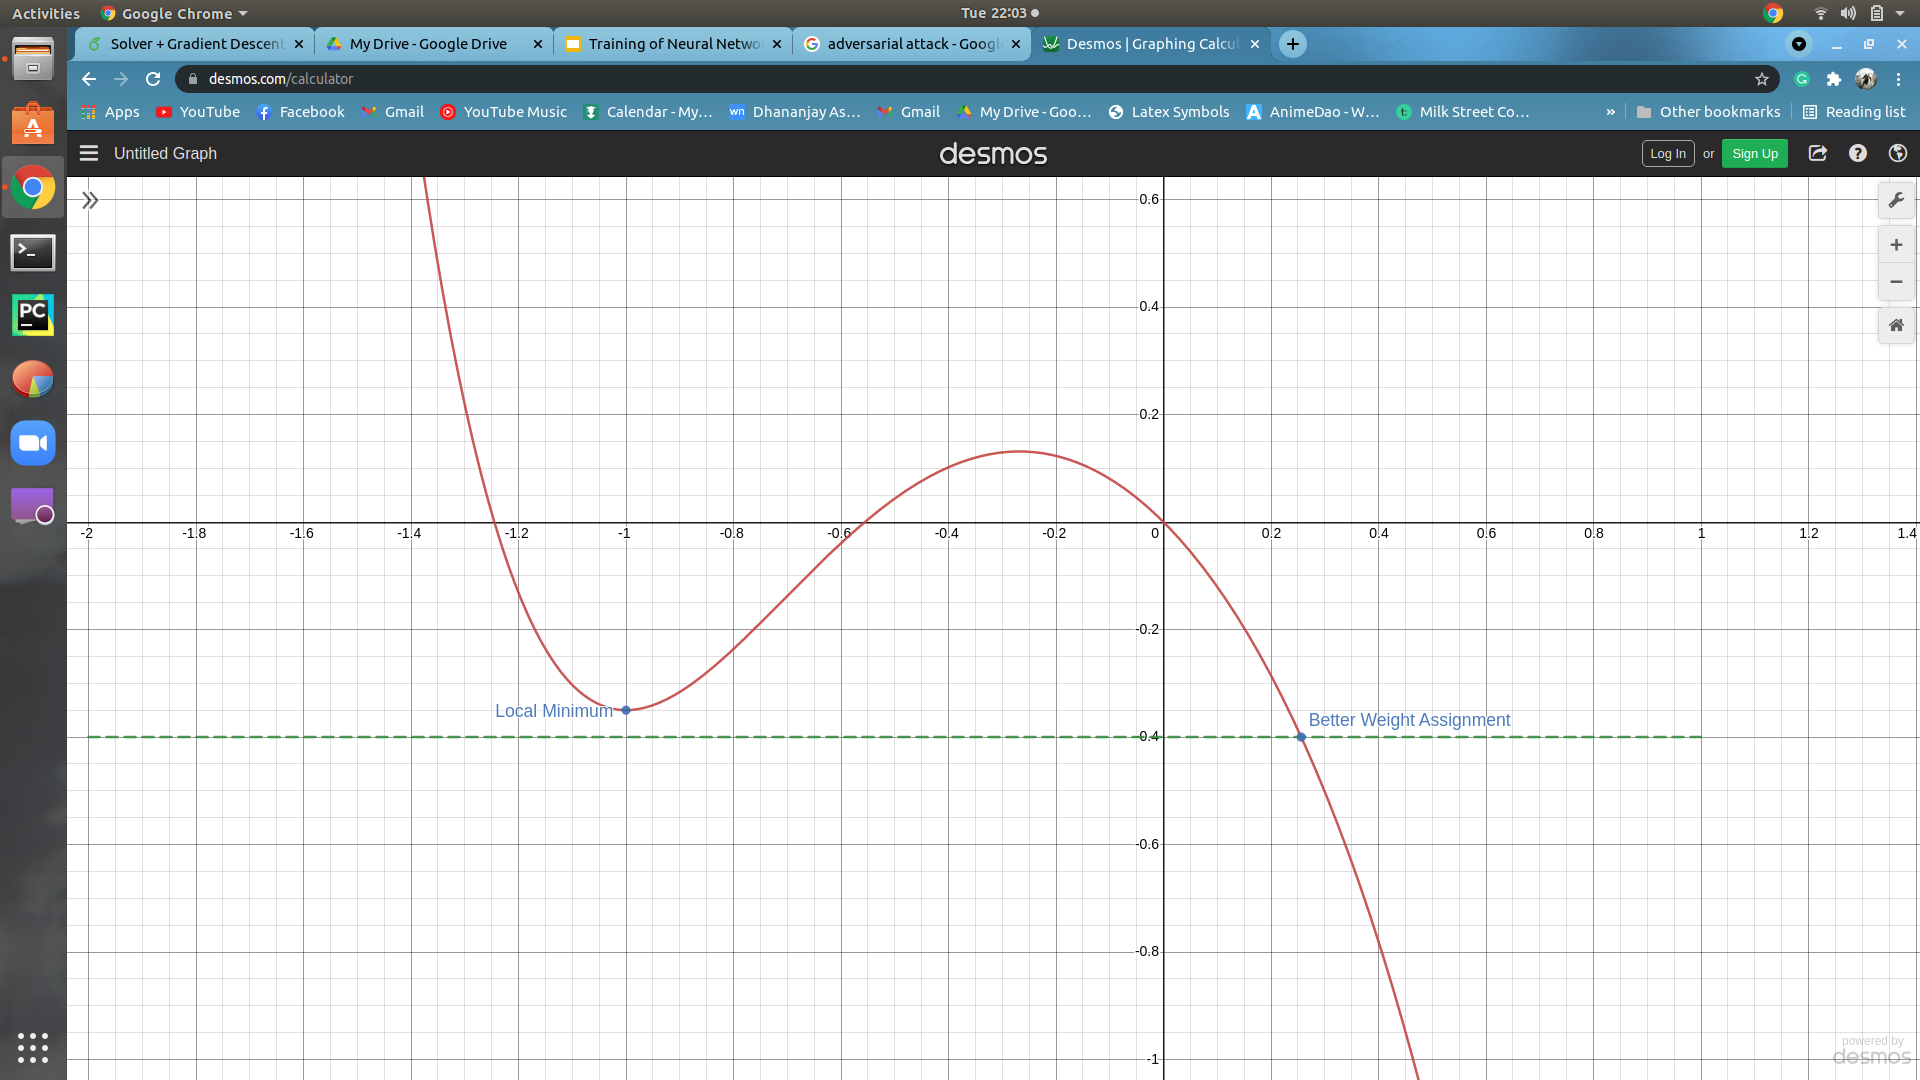 Activities Google Chrome Tue 22:03
Solver + Gradient Descent My Drive - Google Drive Training of Neural Netwo adversarial attack - Googl Desmos | Graphing Calcul
desmos.com/calculator
Apps YouTube Facebook Gmail YouTube Music Calendar - My... Dhananjay As... Gmail My Drive - Goo... Latex Symbols AnimeDao - W... Milk Street Co... » Other bookmarks Reading list
Untitled Graph desmos Log In or Sign Up
0.6
0.4
0.2
-2 -1.8 -1.6 -1.4 -1.2 -1 -0.8 -0.6 -0.4 -0.2 0 0.2 0.4 0.6 0.8 1 1.2 1.4
-0.2
Local Minimum
Better Weight Assignment
-0.4
-0.6
-0.8
-1
powered by
desmos